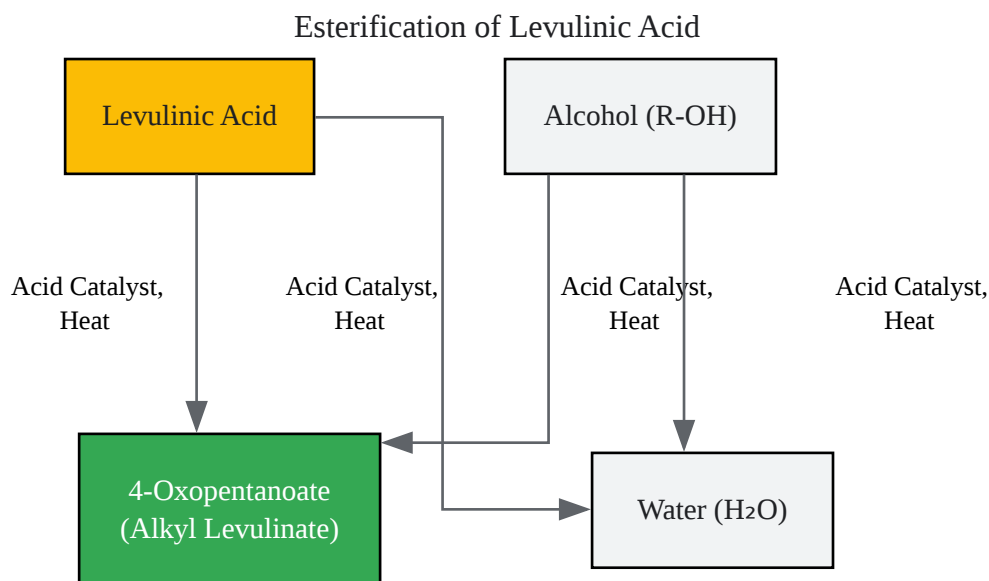 Esterification of Levulinic Acid
Levulinic Acid
Alcohol (R-OH)
Acid Catalyst,
Heat
Acid Catalyst,
Heat
Acid Catalyst,
Heat
Acid Catalyst,
Heat
4-Oxopentanoate
(Alkyl Levulinate)
Water (H₂O)